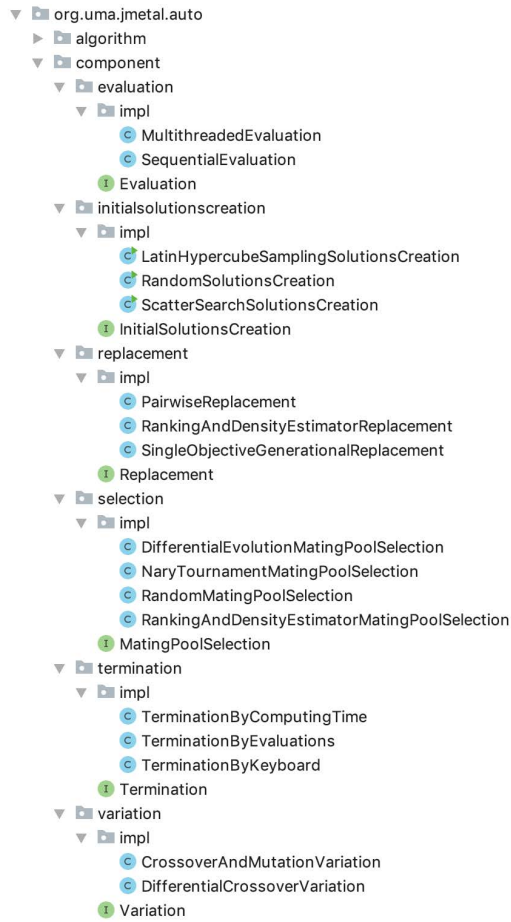 org.uma.jmetal.auto
algorithm
component
evaluation
impl
C MultithreadedEvaluation
C SequentialEvaluation
I Evaluation
initialsolutionscreation
impl
C LatinHypercubeSamplingSolutionsCreation
C RandomSolutionsCreation
C ScatterSearchSolutionsCreation
I InitialSolutionsCreation
replacement
impl
C PairwiseReplacement
C RankingAndDensityEstimatorReplacement
C SingleObjectiveGenerationalReplacement
I Replacement
selection
impl
C DifferentialEvolutionMatingPoolSelection
C NaryTournamentMatingPoolSelection
C RandomMatingPoolSelection
C RankingAndDensityEstimatorMatingPoolSelection
I MatingPoolSelection
termination
impl
C TerminationByComputingTime
C TerminationByEvaluations
C TerminationByKeyboard
I Termination
variation
impl
C CrossoverAndMutationVariation
C DifferentialCrossoverVariation
I Variation